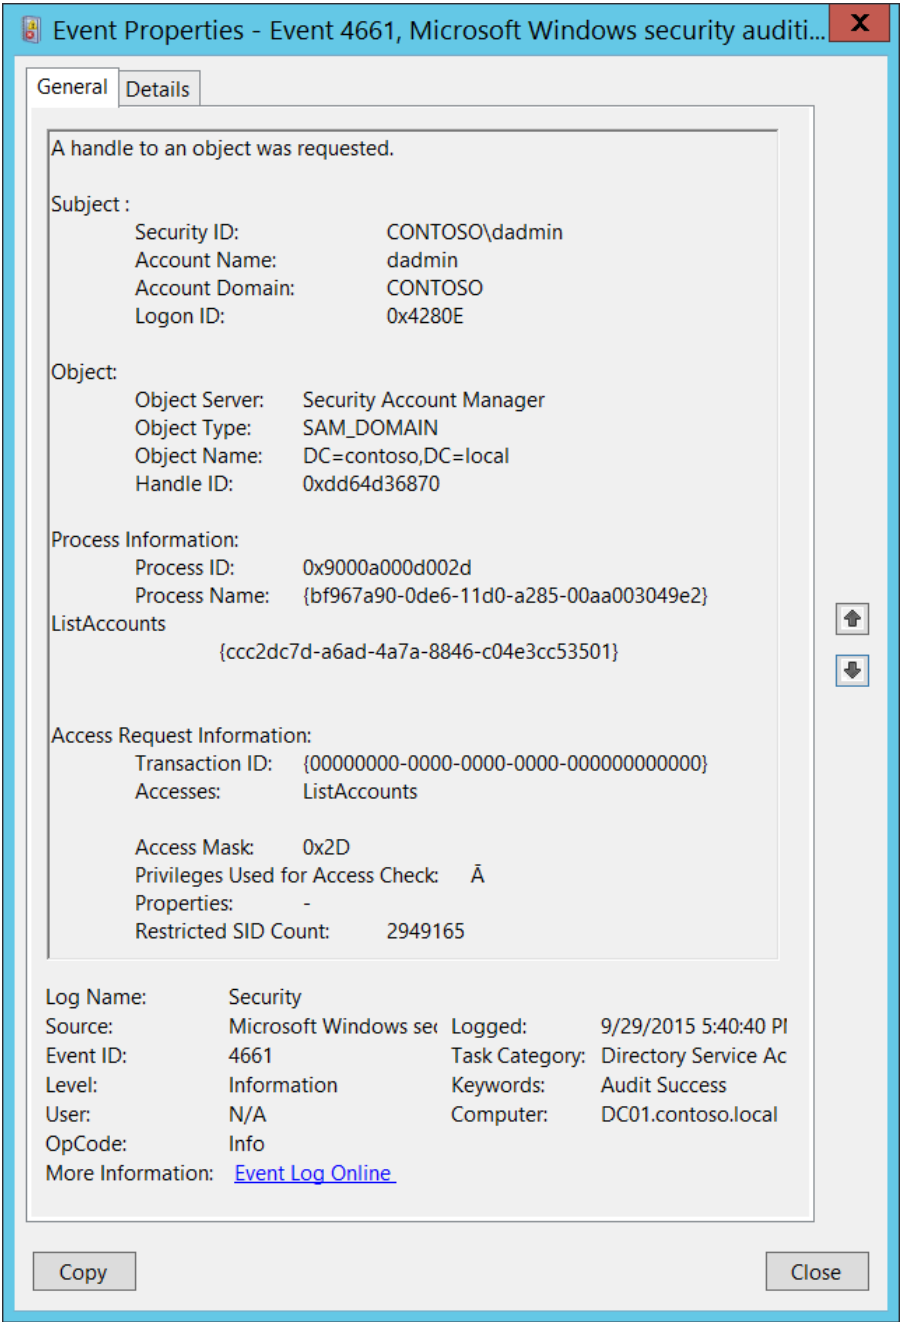 Event Properties - Event 4661, Microsoft Windows security auditi...
X
General Details
A handle to an object was requested.
Subject :
Security ID: CONTOSO\dadmin
Account Name: dadmin
Account Domain: CONTOSO
Logon ID: 0x4280E
Object:
Object Server: Security Account Manager
Object Type: SAM_DOMAIN
Object Name: DC=contoso,DC=local
Handle ID: 0xdd64d36870
Process Information:
Process ID: 0x9000a000d002d
Process Name: {bf967a90-0de6-11d0-a285-00aa003049e2}
ListAccounts
{ccc2dc7d-a6ad-4a7a-8846-c04e3cc53501}
Access Request Information:
Transaction ID: {00000000-0000-0000-0000-000000000000}
Accesses: ListAccounts
Access Mask: 0x2D
Privileges Used for Access Check: Ā
Properties: -
Restricted SID Count: 2949165
Log Name: Security
Source: Microsoft Windows sec Logged: 9/29/2015 5:40:40 PM
Event ID: 4661 Task Category: Directory Service Ac
Level: Information Keywords: Audit Success
User: N/A Computer: DC01.contoso.local
OpCode: Info
More Information: Event Log Online
Copy Close